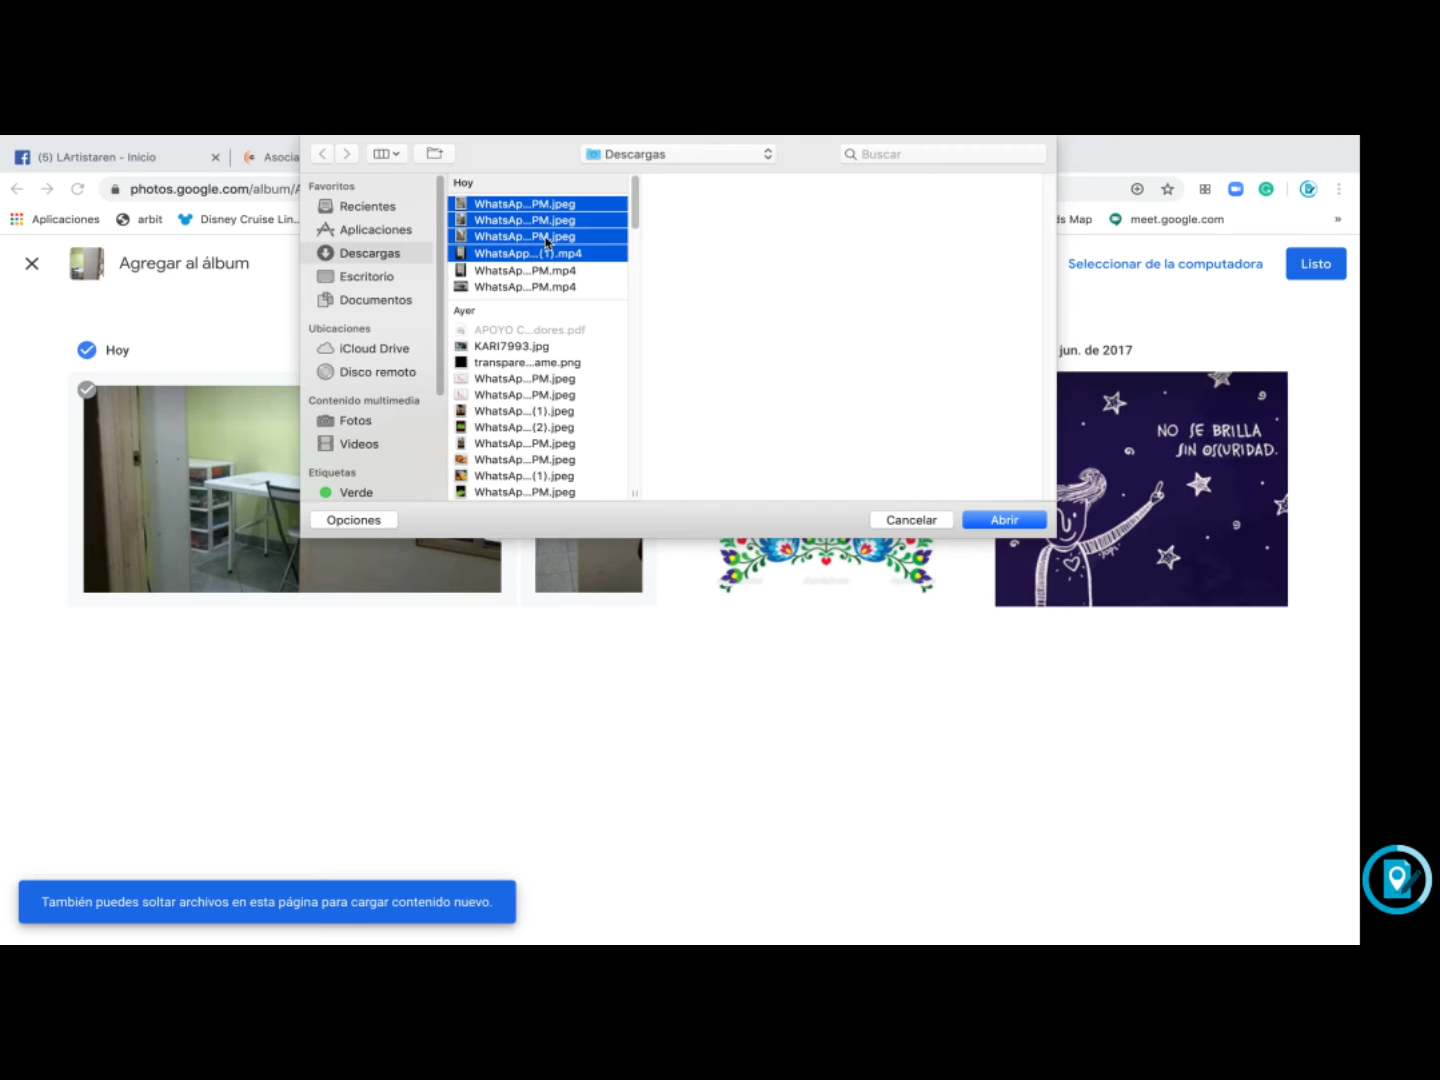 (5) LArtistaren - Inicio
Asocia
Descargas
Buscar
photos.google.com/album/A
Aplicaciones
arbit
Disney Cruise Lin...
ds Map
meet.google.com
»
Agregar al álbum
Seleccionar de la computadora
Listo
Favoritos
Recientes
Aplicaciones
Descargas
Escritorio
Documentos
Ubicaciones
iCloud Drive
Disco remoto
Contenido multimedia
Fotos
Videos
Etiquetas
Verde
Hoy
WhatsAp...PM.jpeg
WhatsAp...PM.jpeg
WhatsAp...PM.jpeg
WhatsApp...(1).mp4
WhatsAp...PM.mp4
WhatsAp...PM.mp4
Ayer
APOYO C...dores.pdf
KARI7993.jpg
transpare...ame.png
WhatsAp...PM.jpeg
WhatsAp...PM.jpeg
WhatsAp...(1).jpeg
WhatsAp...(2).jpeg
WhatsAp...PM.jpeg
WhatsAp...PM.jpeg
WhatsAp...(1).jpeg
WhatsAp...PM.jpeg
Opciones
Cancelar
Abrir
Hoy
jun. de 2017
NO SE BRILLA
SIN OSCURIDAD.
También puedes soltar archivos en esta página para cargar contenido nuevo.